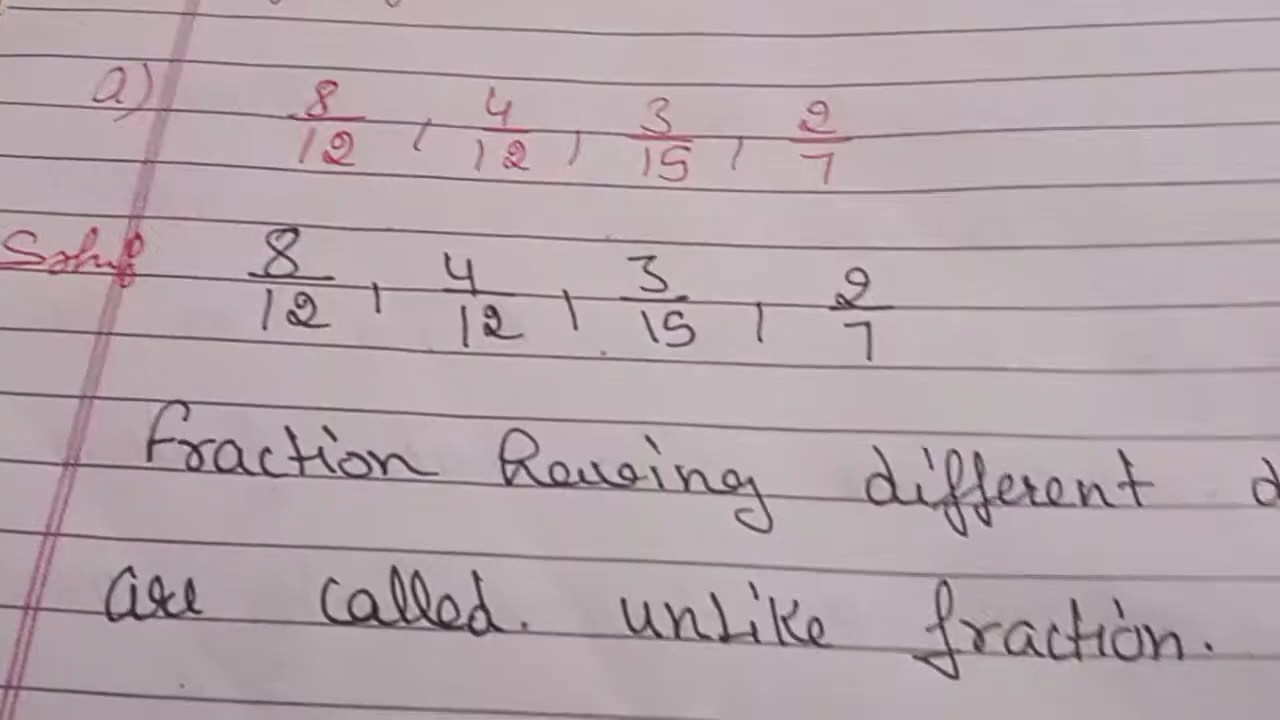 a) 8/12 , 4/12 , 3/15 , 2/7
Soln 8/12 , 4/12 , 3/15 , 2/7
fraction Having different d
are called. unlike fraction.